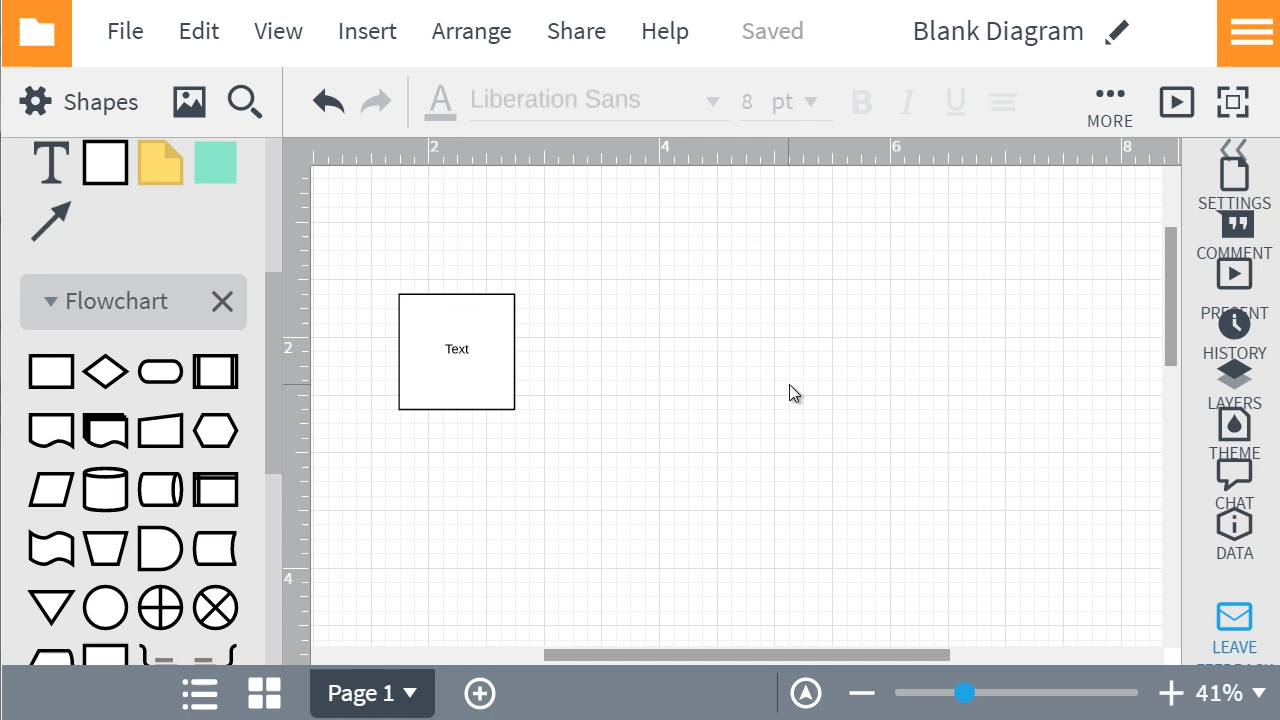 File Edit View Insert Arrange Share Help Saved Blank Diagram
Shapes Liberation Sans 8 pt B I U MORE
2 4 6 8
T
SETTINGS
COMMENT
Flowchart
PRESENT
2
Text
HISTORY
LAYERS
THEME
CHAT
DATA
4
LEAVE
FEEDBACK
Page 1 41%